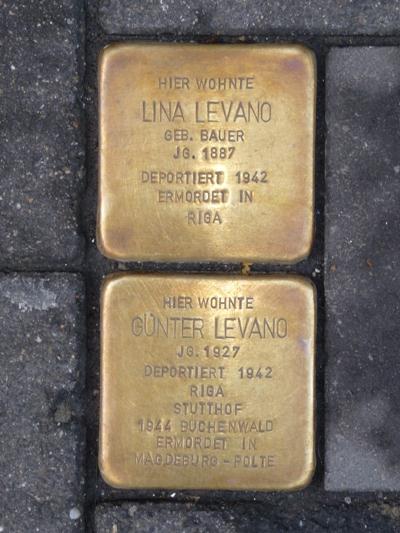 HIER WOHNTE
LINA LEVANO
GEB. BAUER
JG. 1887
DEPORTIERT 1942
ERMORDET IN
RIGA
HIER WOHNTE
GÜNTER LEVANO
JG. 1927
DEPORTIERT 1942
RIGA
STUTTHOF
1944 BUCHENWALD
ERMORDET IN
MAGDEBURG-POLTE